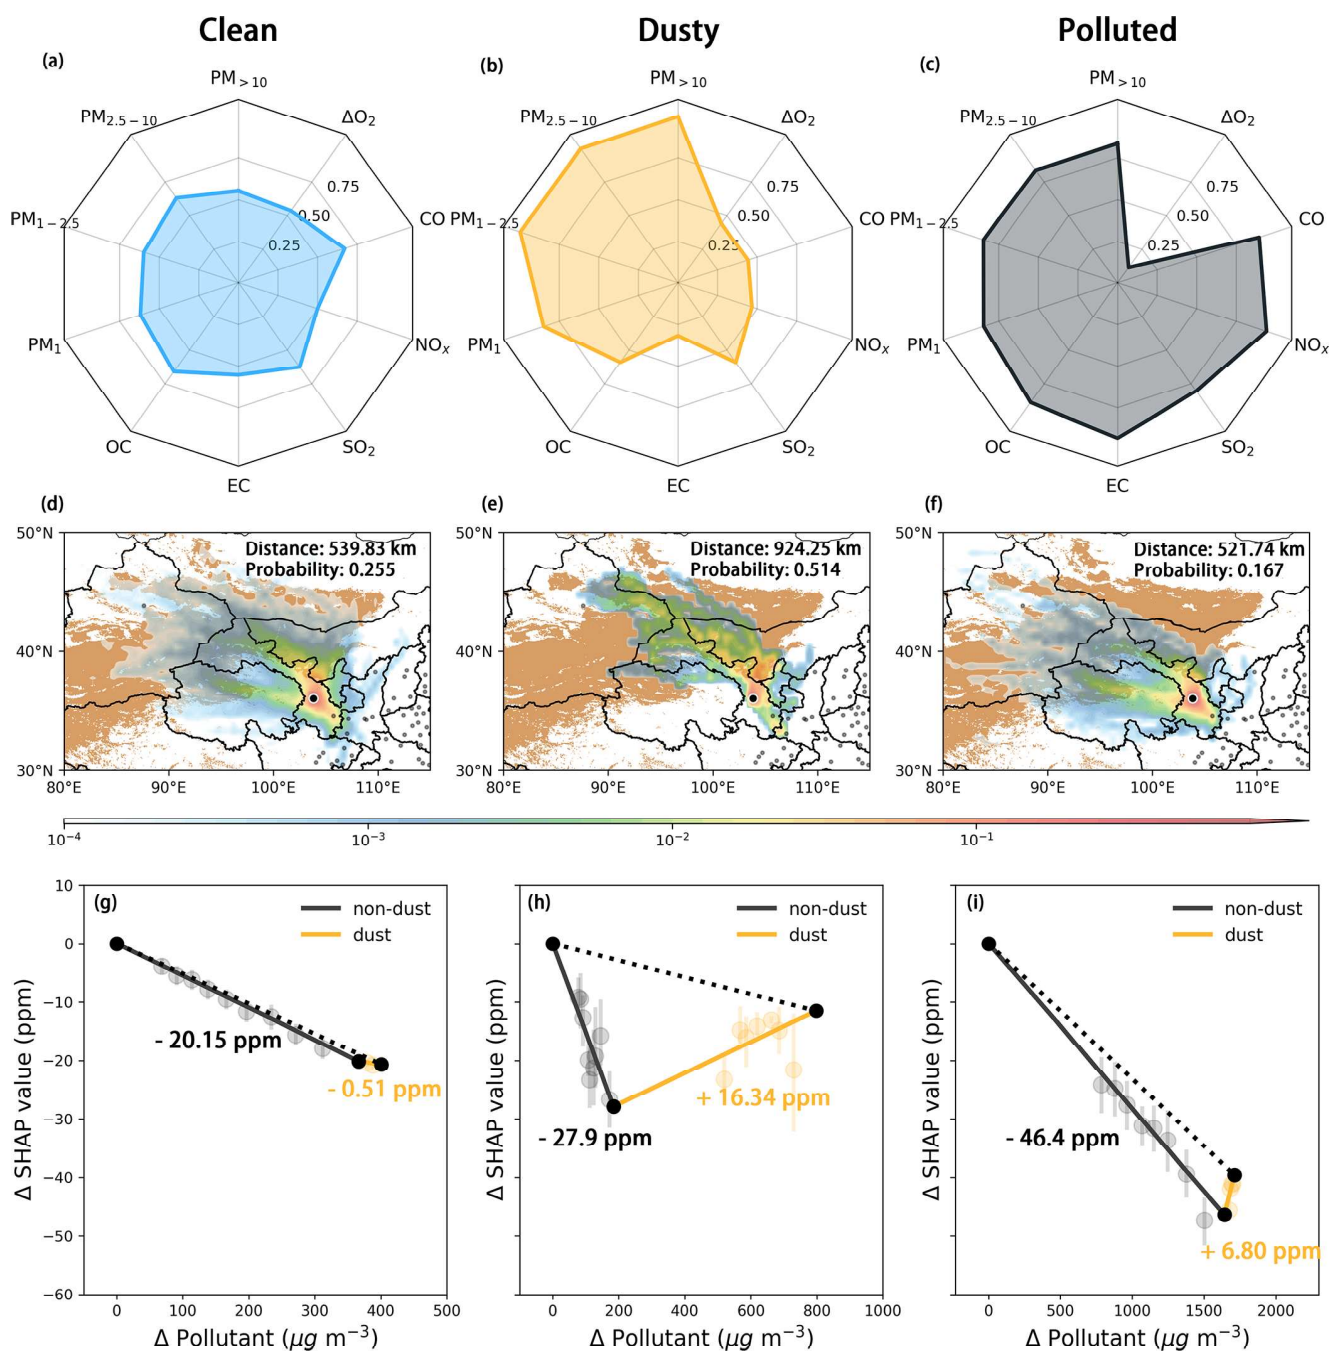 Clean Dusty Polluted
(a) (b) (c)
PM>10 PM>10 PM>10
PM2.5−10 ΔO2 PM2.5−10 ΔO2 PM2.5−10 ΔO2
0.75 0.75 0.75
PM1−2.5 0.50 CO PM1−2.5 0.50 CO PM1−2.5 0.50 CO
0.25 0.25 0.25
PM1 NOx PM1 NOx PM1 NOx
OC SO2 OC SO2 OC SO2
EC EC EC
(d) (e) (f)
50°N 50°N 50°N
Distance: 539.83 km Distance: 924.25 km Distance: 521.74 km
Probability: 0.255 Probability: 0.514 Probability: 0.167
40°N 40°N 40°N
30°N 30°N 30°N
80°E 90°E 100°E 110°E 80°E 90°E 100°E 110°E 80°E 90°E 100°E 110°E
10−4 10−3 10−2 10−1
(g) (h) (i)
non-dust non-dust non-dust
dust dust dust
10
0
−10
−20
−30
−40
−50
−60
Δ SHAP value (ppm) Δ SHAP value (ppm) Δ SHAP value (ppm)
- 20.15 ppm
- 0.51 ppm
+ 16.34 ppm
- 27.9 ppm
- 46.4 ppm
+ 6.80 ppm
0 100 200 300 400 500 0 200 400 600 800 1000 0 500 1000 1500 2000
Δ Pollutant (μg m−3) Δ Pollutant (μg m−3) Δ Pollutant (μg m−3)